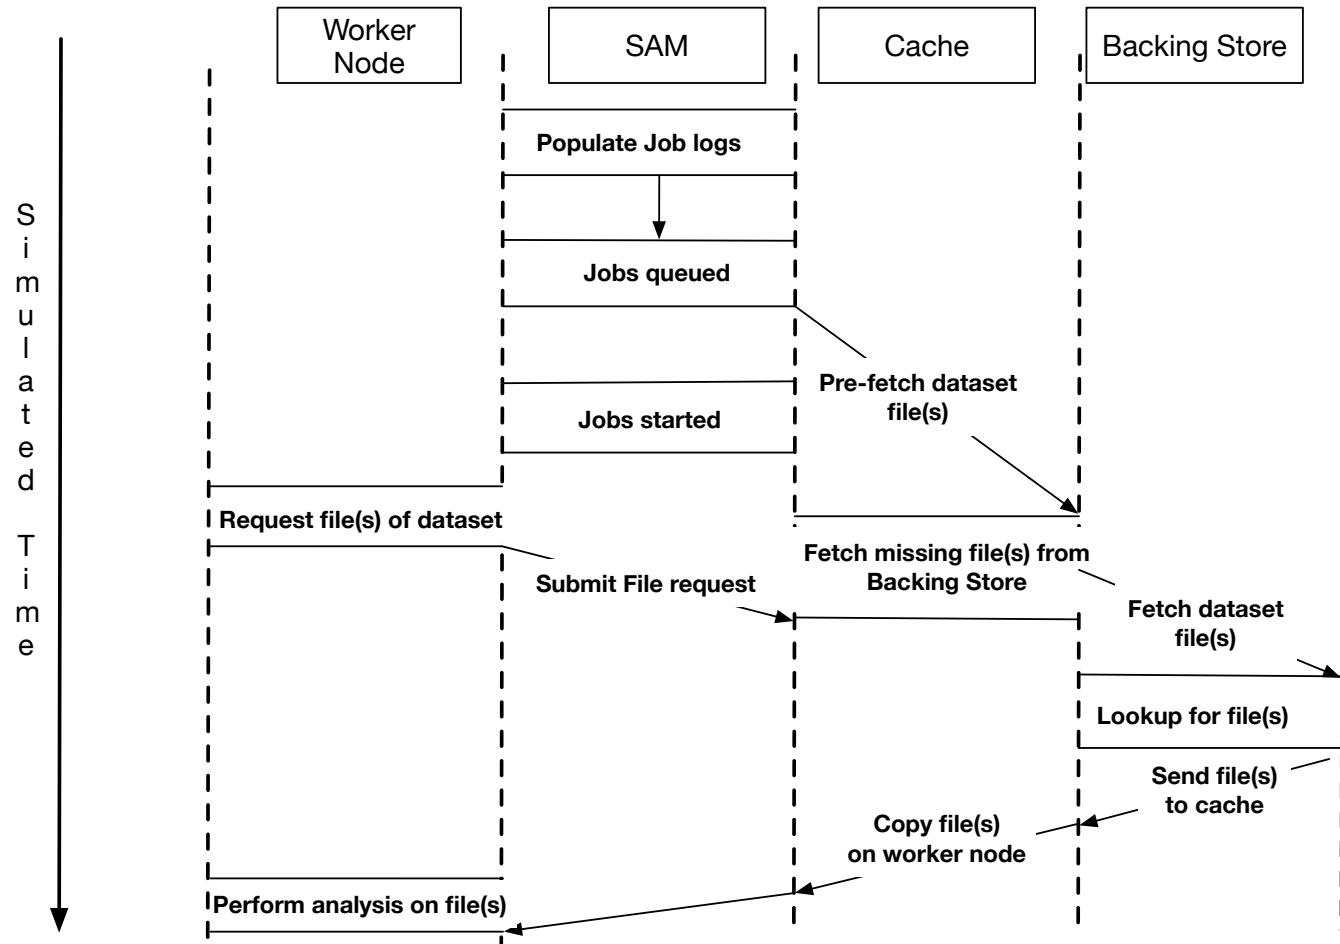 Worker
Node
SAM
Cache
Backing Store
Populate Job logs
Jobs queued
Pre-fetch dataset
file(s)
Jobs started
Request file(s) of dataset
Fetch missing file(s) from
Backing Store
Submit File request
Fetch dataset
file(s)
Lookup for file(s)
Send file(s)
to cache
Copy file(s)
on worker node
Perform analysis on file(s)
Simulated
Time